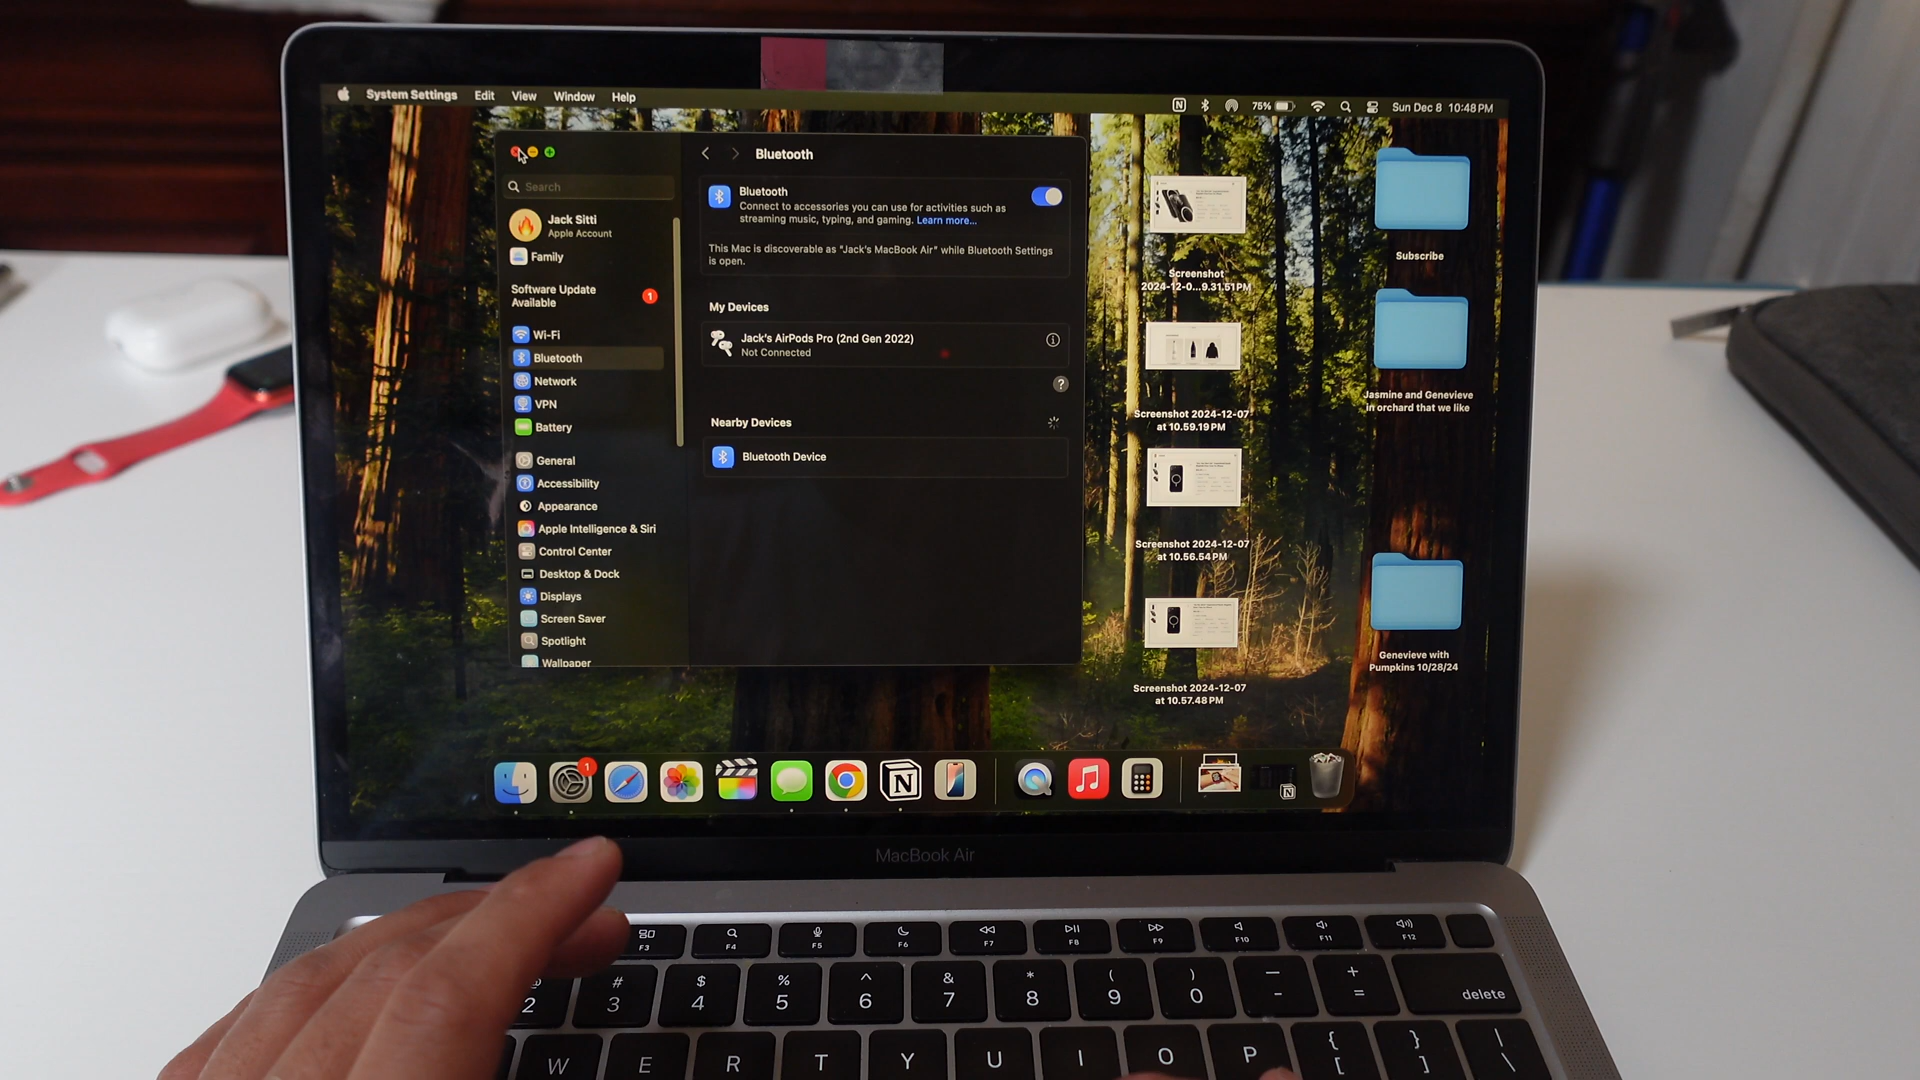 System Settings Edit View Window Help
75% Sun Dec 8 10:48 PM
Search
Jack Sitti
Apple Account
Family
Software Update
Available
1
Wi-Fi
Bluetooth
Network
VPN
Battery
General
Accessibility
Appearance
Apple Intelligence & Siri
Control Center
Desktop & Dock
Displays
Screen Saver
Spotlight
Wallpaper
Bluetooth
Bluetooth
Connect to accessories you can use for activities such as
streaming music, typing, and gaming. Learn more...
This Mac is discoverable as "Jack's MacBook Air" while Bluetooth Settings
is open.
My Devices
Jack's AirPods Pro (2nd Gen 2022)
Not Connected
?
Nearby Devices
Bluetooth Device
Screenshot
2024-12-0...9.31.51 PM
Screenshot 2024-12-07
at 10.59.19 PM
Screenshot 2024-12-07
at 10.56.54 PM
Screenshot 2024-12-07
at 10.57.48 PM
Subscribe
Jasmine and Genevieve
in orchard that we like
Genevieve with
Pumpkins 10/28/24
1
N
MacBook Air
F3 F4 F5 F6 F7 F8 F9 F10 F11 F12
# $ % ^ & * ( ) — +
2 3 4 5 6 7 8 9 0 - =
delete
W E R T Y U I O P { [ } ] | \